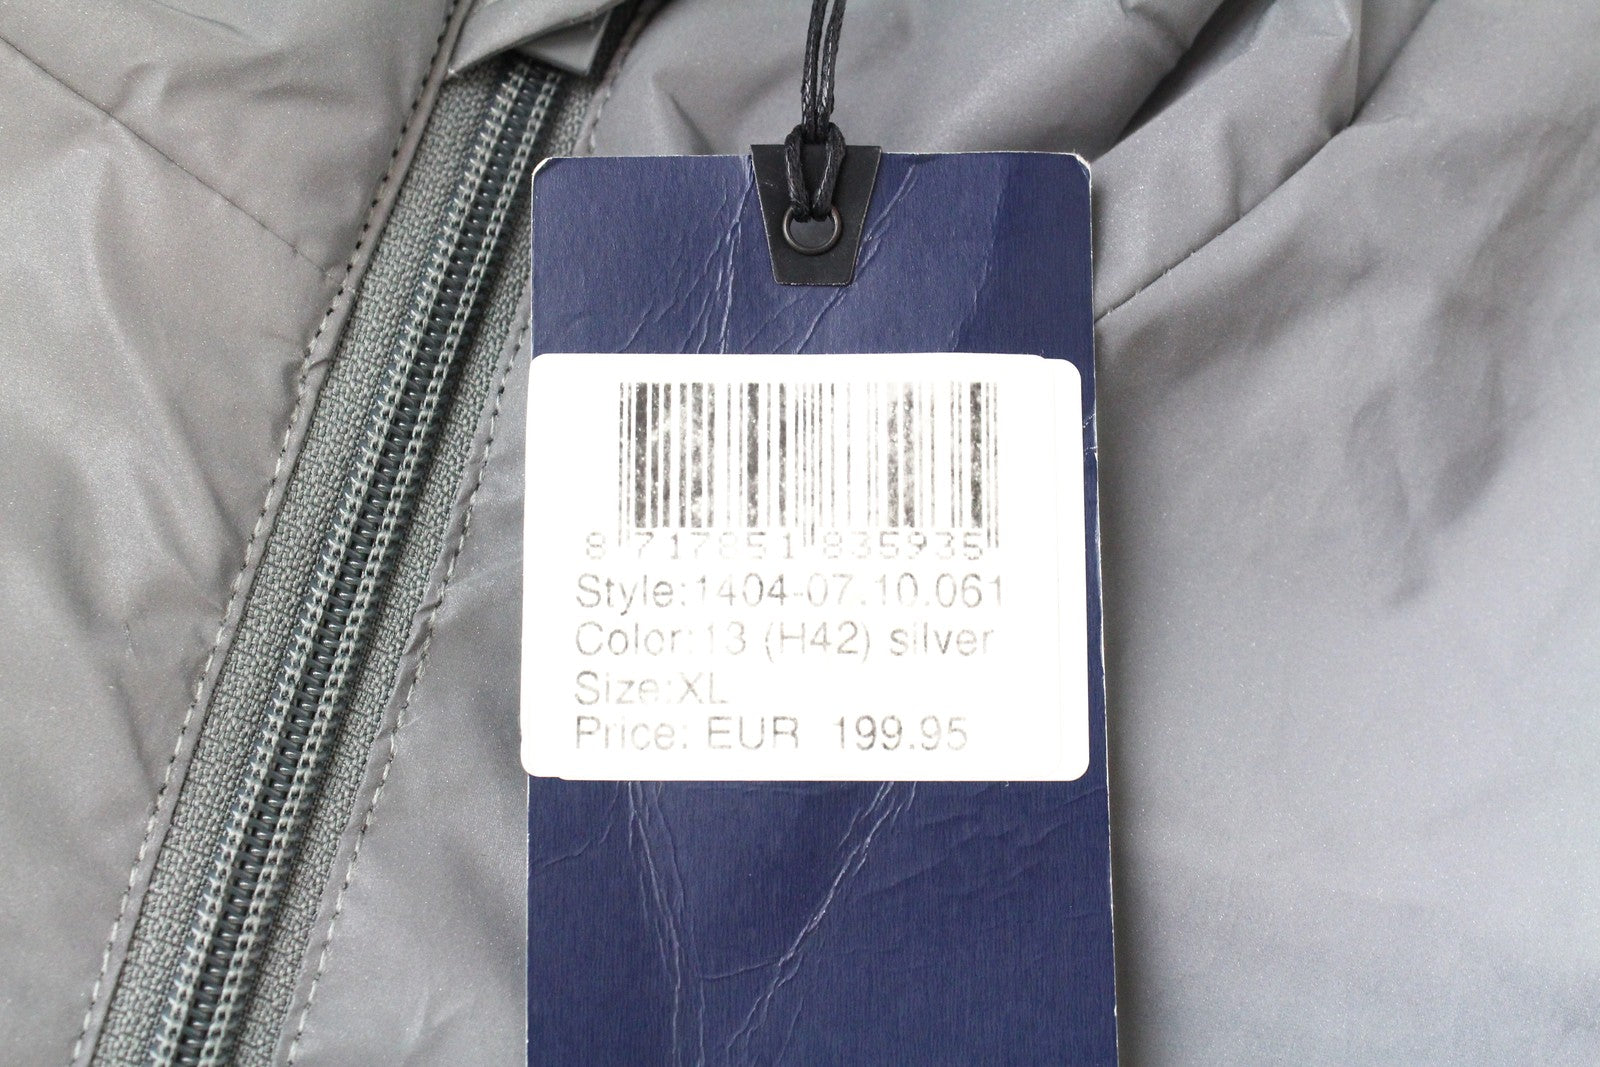 8 717851 835935
Style:1404-07.10.061
Color:13 (H42) silver
Size:XL
Price: EUR 199.95